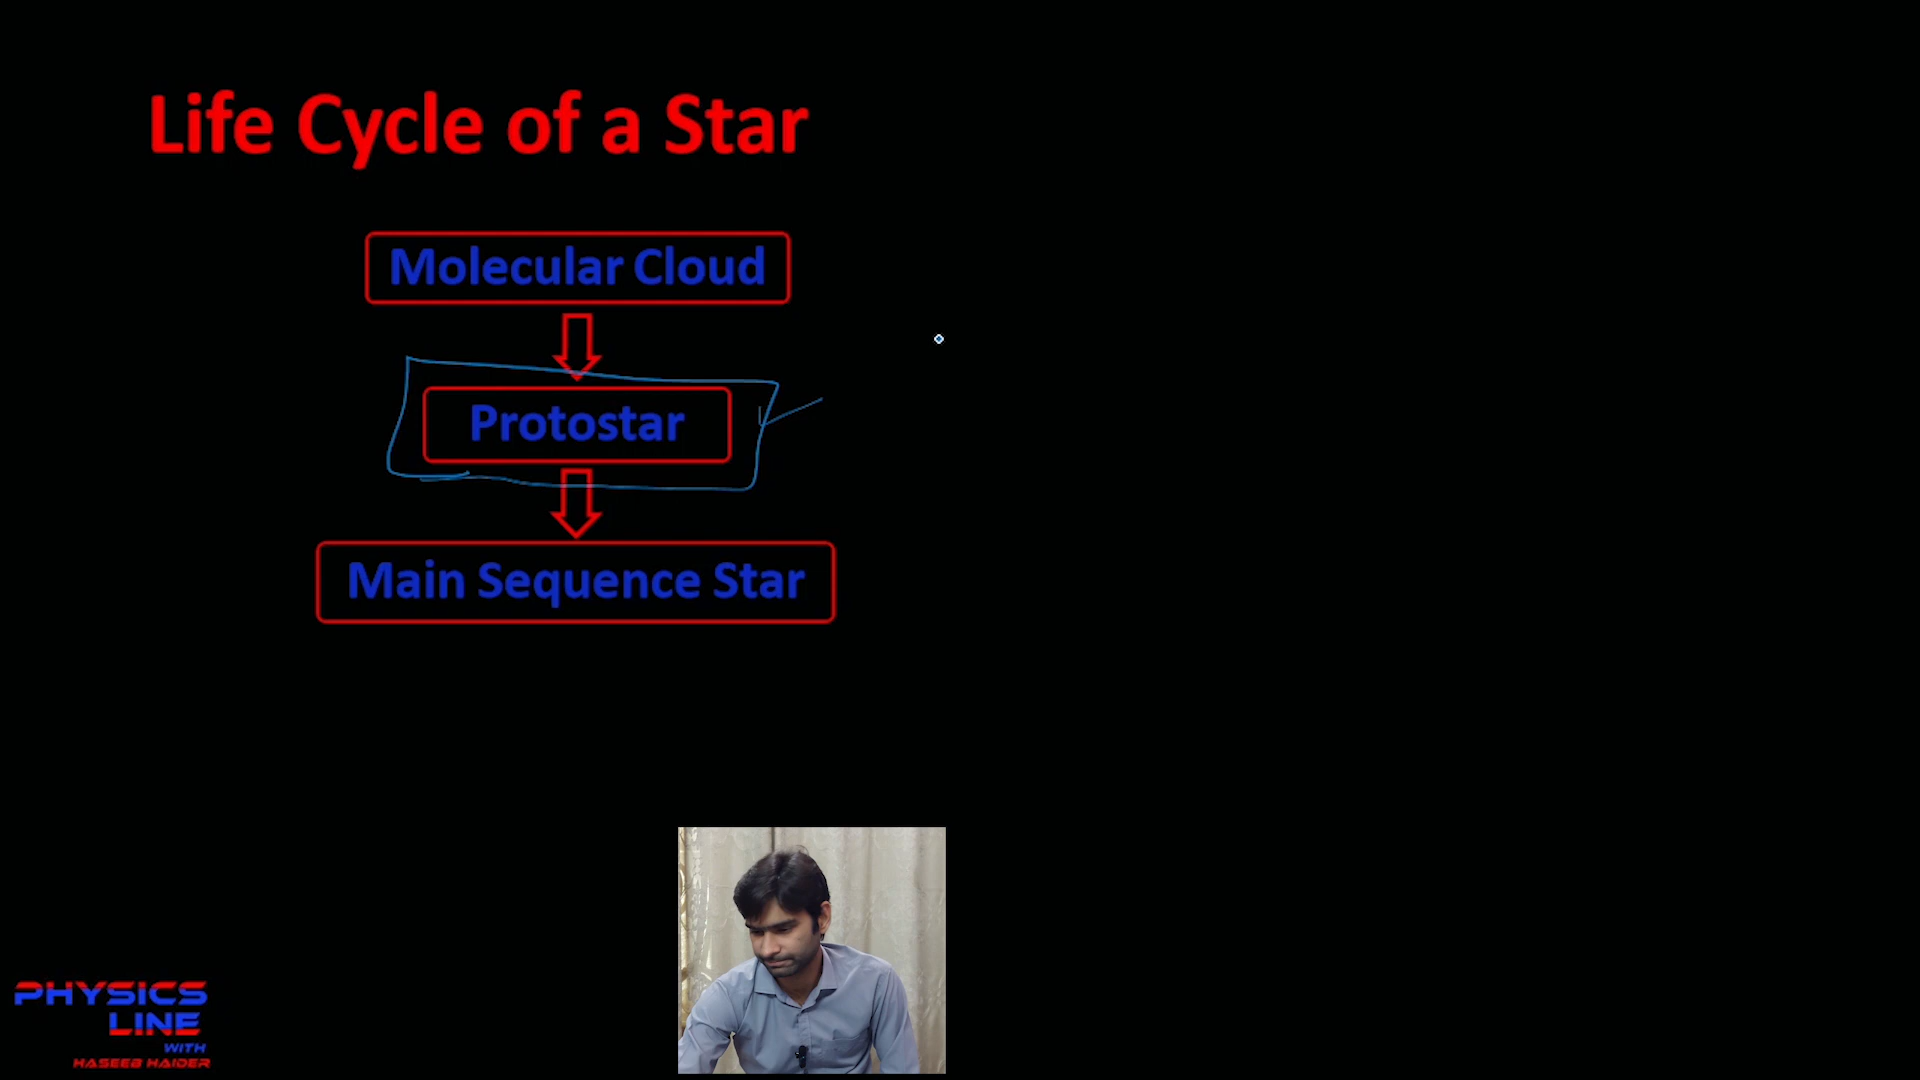 Life Cycle of a Star
Molecular Cloud
Protostar
Main Sequence Star
PHYSICS
LINE
WITH
HASEEB HAIDER